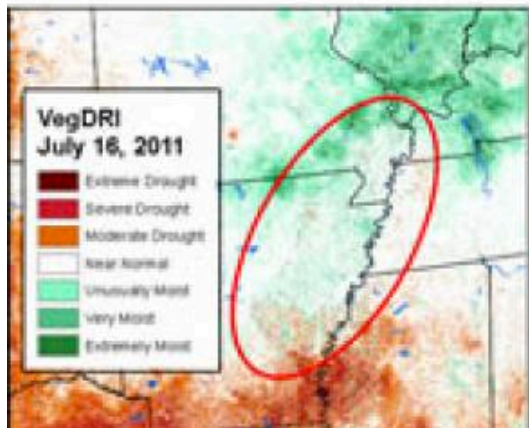 VegDRI
July 16, 2011
Extreme Drought
Severe Drought
Moderate Drought
Near Normal
Unusually Moist
Very Moist
Extremely Moist